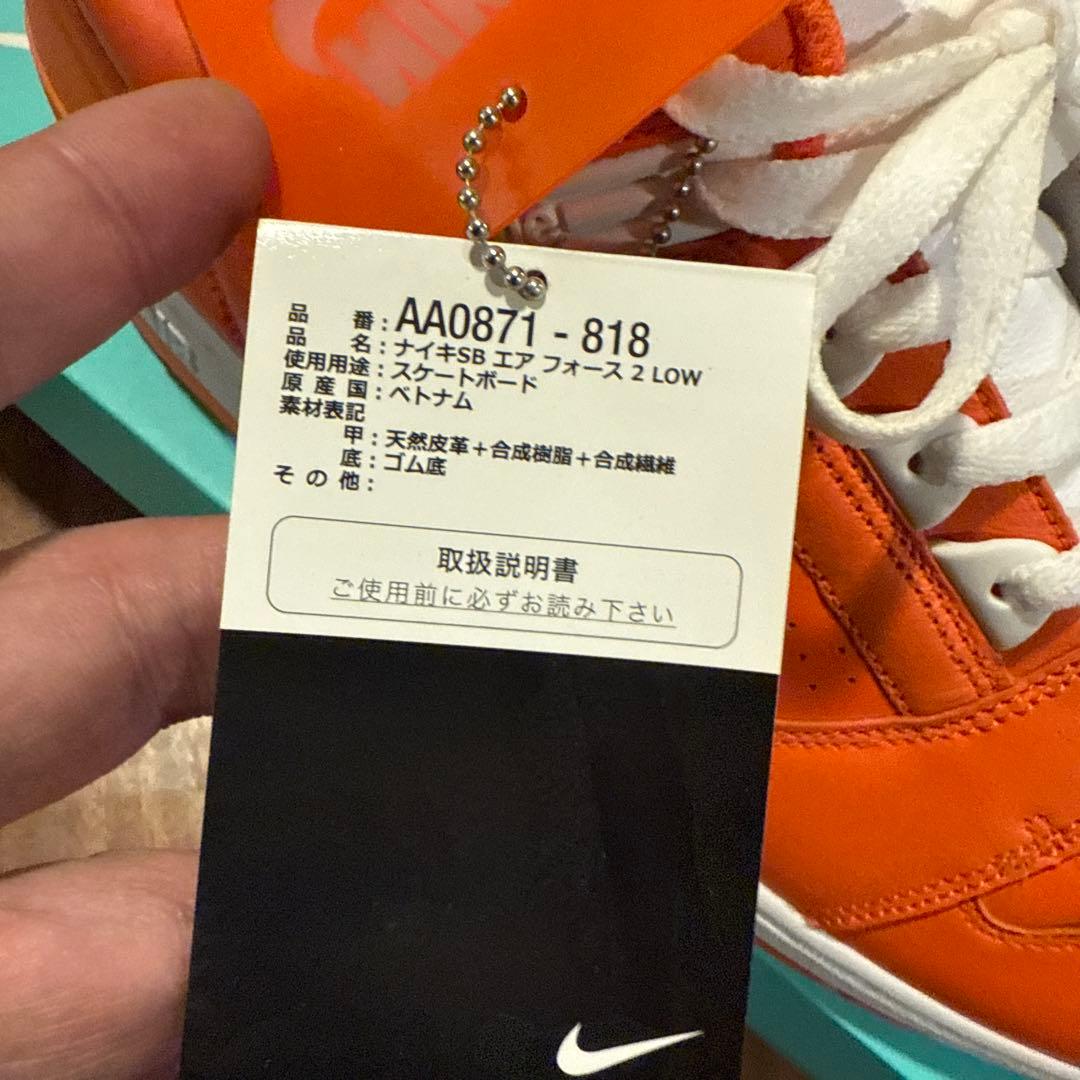 NIKE
品　　番：AA0871 - 818
品　　名：ナイキSB エア フォース 2 LOW
使用用途：スケートボード
原 産 国：ベトナム
素材表記
甲：天然皮革＋合成樹脂＋合成繊維
底：ゴム底
そ の 他：
取扱説明書
ご使用前に必ずお読み下さい